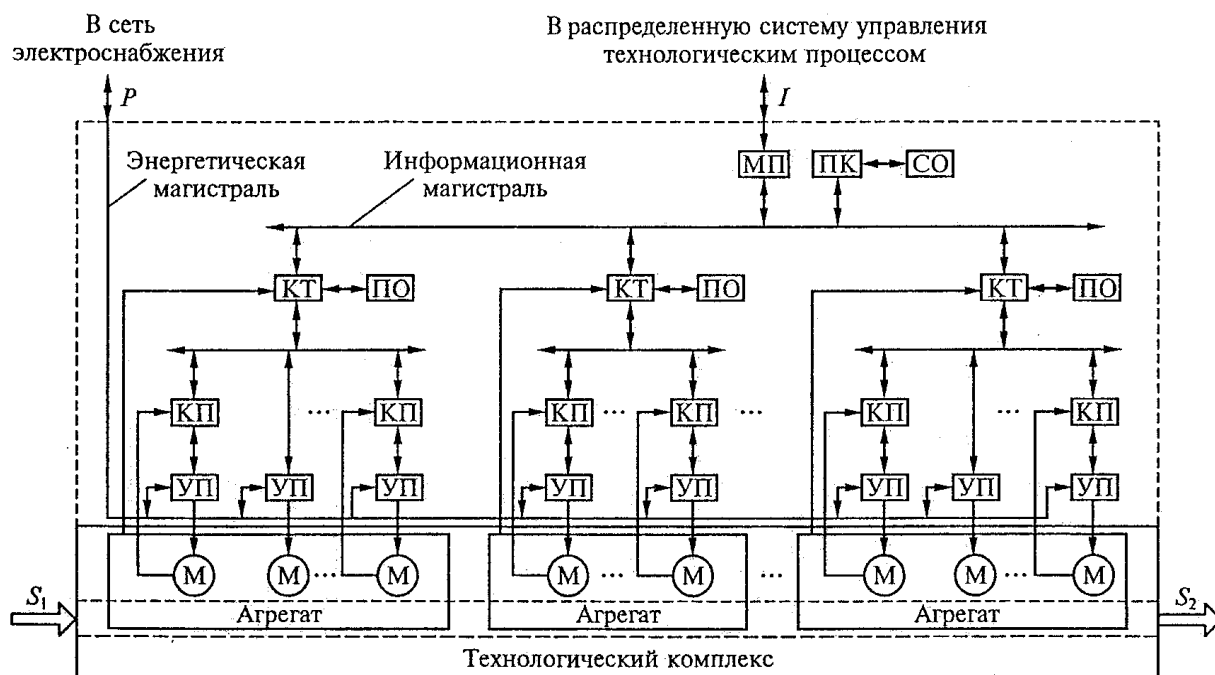 В сеть
электроснабжения
В распределенную систему управления
технологическим процессом
P
I
Энергетическая
магистраль
Информационная
магистраль
МП ПК СО
КТ ПО КТ ПО КТ ПО
КП ... КП КП ... КП ... КП ... КП
УП УП УП УП УП УП УП УП
М М ... М М ... М ... М М ... М
S₁ Агрегат Агрегат Агрегат S₂
Технологический комплекс